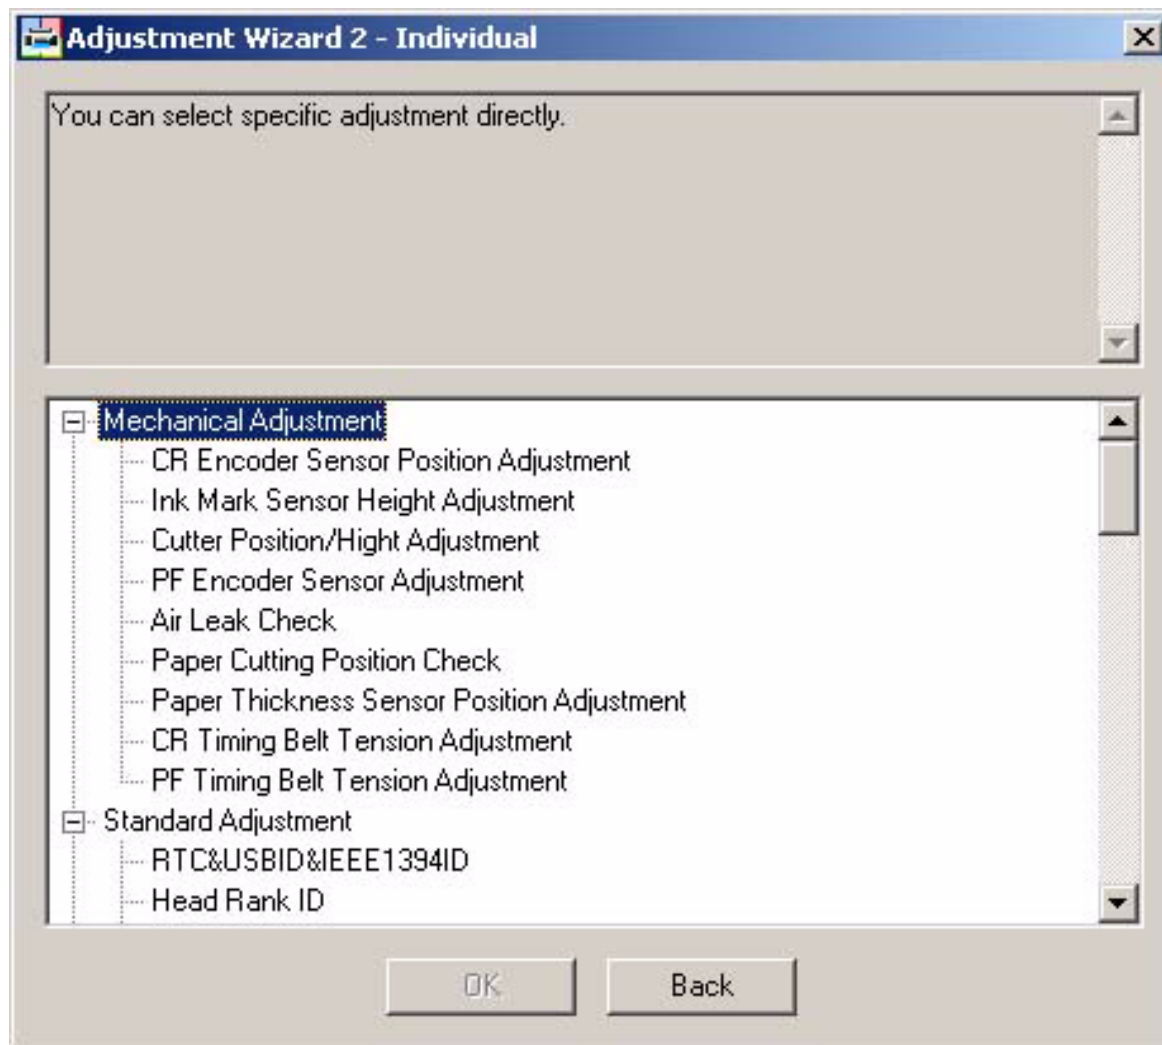 Adjustment Wizard 2 - Individual
You can select specific adjustment directly.
Mechanical Adjustment
CR Encoder Sensor Position Adjustment
Ink Mark Sensor Height Adjustment
Cutter Position/Hight Adjustment
PF Encoder Sensor Adjustment
Air Leak Check
Paper Cutting Position Check
Paper Thickness Sensor Position Adjustment
CR Timing Belt Tension Adjustment
PF Timing Belt Tension Adjustment
Standard Adjustment
RTC&USBID&IEEE1394ID
Head Rank ID
OK Back